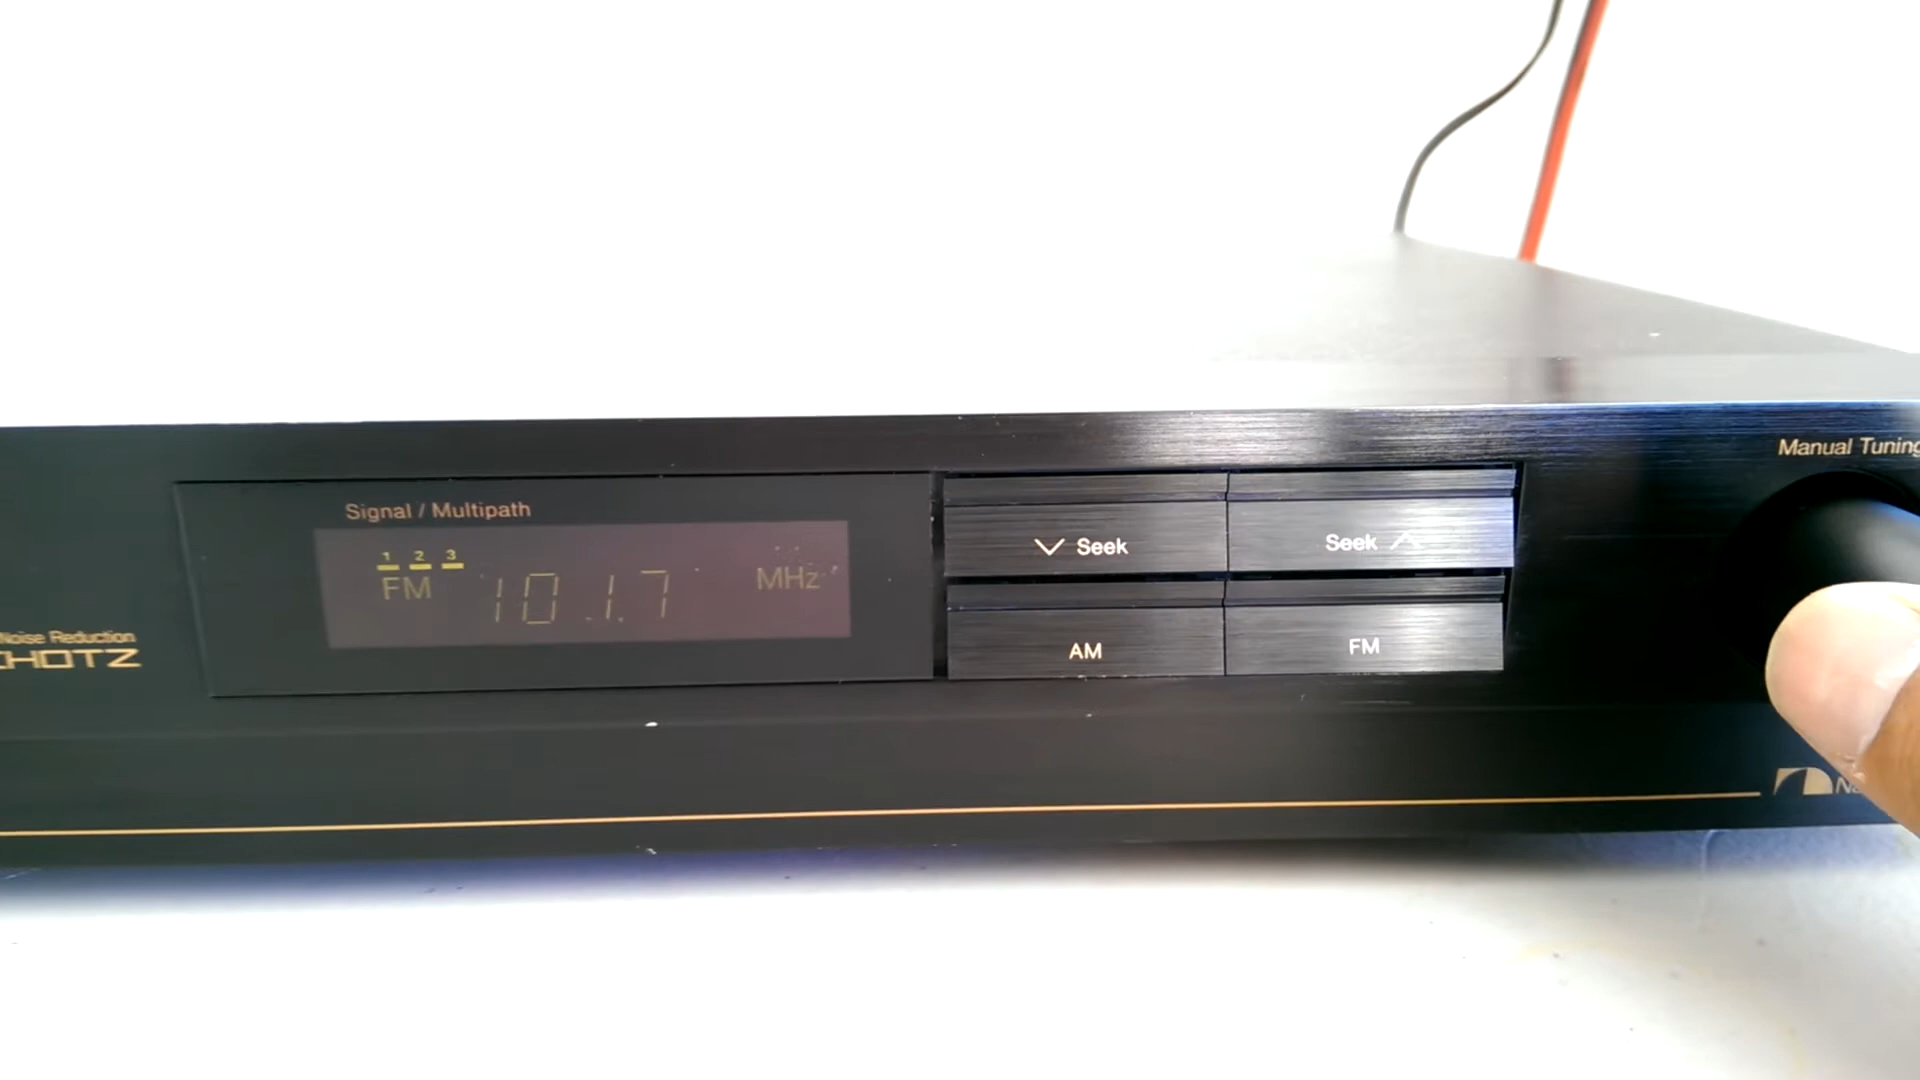 Manual Tuning
Signal / Multipath
1 2 3
FM 101.7 MHz
Seek
Seek
AM
FM
Noise Reduction